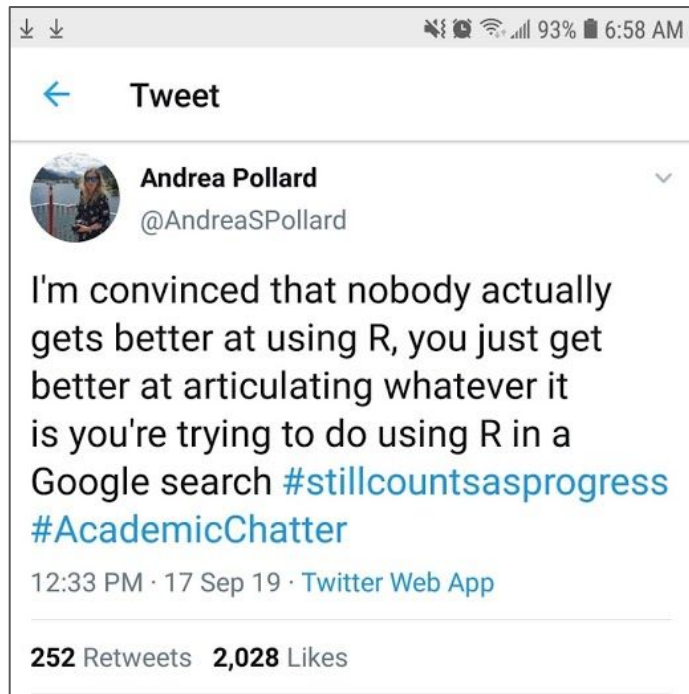 93% 6:58 AM
Tweet
Andrea Pollard
@AndreaSPollard
I'm convinced that nobody actually
gets better at using R, you just get
better at articulating whatever it
is you're trying to do using R in a
Google search #stillcountsasprogress
#AcademicChatter
12:33 PM · 17 Sep 19 · Twitter Web App
252 Retweets 2,028 Likes